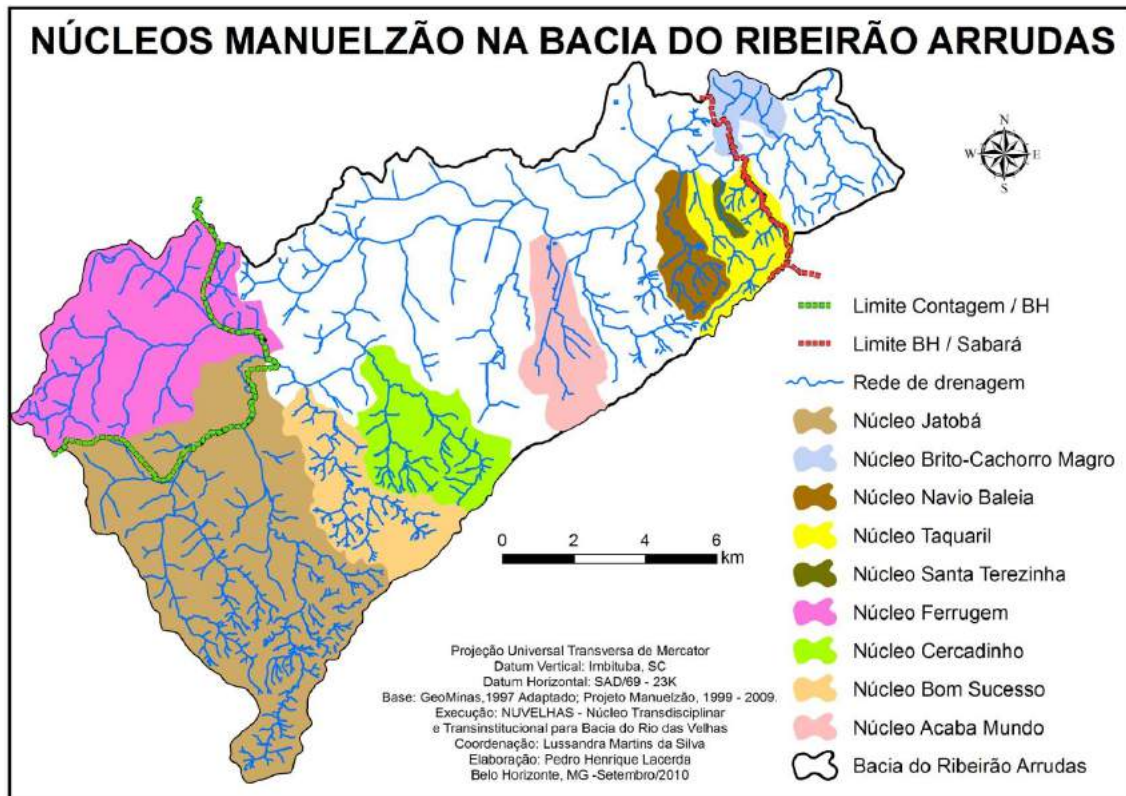 NÚCLEOS MANUELZÃO NA BACIA DO RIBEIRÃO ARRUDAS
N
W E
S
Limite Contagem / BH
Limite BH / Sabará
Rede de drenagem
Núcleo Jatobá
Núcleo Brito-Cachorro Magro
Núcleo Navio Baleia
Núcleo Taquaril
Núcleo Santa Terezinha
Núcleo Ferrugem
Núcleo Cercadinho
Núcleo Bom Sucesso
Núcleo Acaba Mundo
Bacia do Ribeirão Arrudas
0 2 4 6
km
Projeção Universal Transversa de Mercator
Datum Vertical: Imbituba, SC
Datum Horizontal: SAD/69 - 23K
Base: GeoMinas,1997 Adaptado; Projeto Manuelzão, 1999 - 2009.
Execução: NUVELHAS - Núcleo Transdisciplinar
e Transinstitucional para Bacia do Rio das Velhas
Coordenação: Lussandra Martins da Silva
Elaboração: Pedro Henrique Lacerda
Belo Horizonte, MG -Setembro/2010